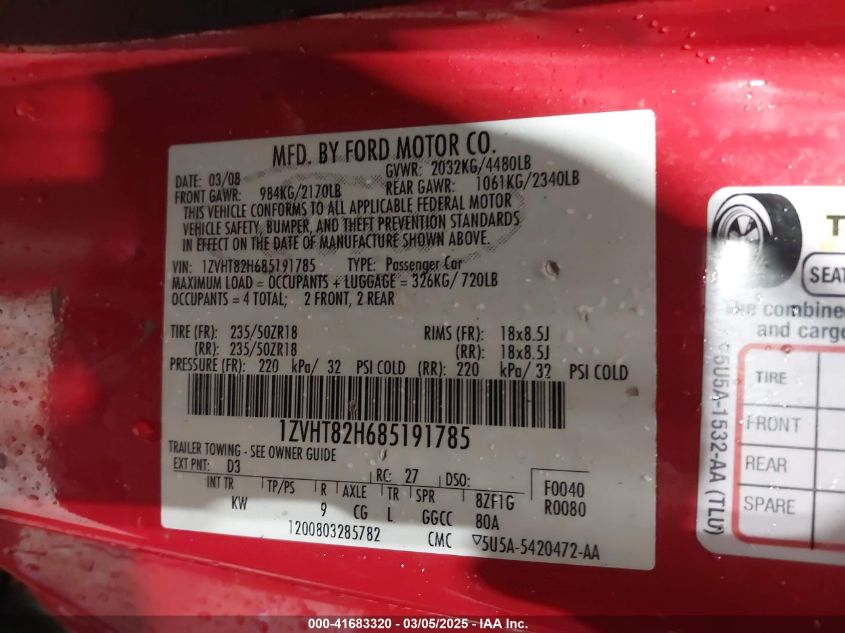 MFD. BY FORD MOTOR CO.
DATE: 03/08 GVWR: 2032KG/4480LB
FRONT GAWR: 984KG/2170LB REAR GAWR: 1061KG/2340LB
THIS VEHICLE CONFORMS TO ALL APPLICABLE FEDERAL MOTOR
VEHICLE SAFETY, BUMPER, AND THEFT PREVENTION STANDARDS
IN EFFECT ON THE DATE OF MANUFACTURE SHOWN ABOVE.
VIN: 1ZVHT82H685191785 TYPE: Passenger Car
MAXIMUM LOAD = OCCUPANTS + LUGGAGE = 326KG/720LB
OCCUPANTS = 4 TOTAL; 2 FRONT, 2 REAR
TIRE (FR): 235/50ZR18 RIMS (FR): 18x8.5J
(RR): 235/50ZR18 (RR): 18x8.5J
PRESSURE (FR): 220 kPa/ 32 PSI COLD (RR): 220 kPa/ 32 PSI COLD
1ZVHT82H685191785
TRAILER TOWING - SEE OWNER GUIDE
EXT PNT: D3 RC: 27 DSO: F0040
INT TR TP/PS R AXLE TR SPR 8ZF1G R0080
KW 9 CG L GGCC 80A
1200803285782 CMC ▽5U5A-5420472-AA
T
SEAT
The combined
and cargo
TIRE
FRONT
REAR
SPARE
5U5A-1532-AA (TLU)
000-41683320 - 03/05/2025 - IAA Inc.